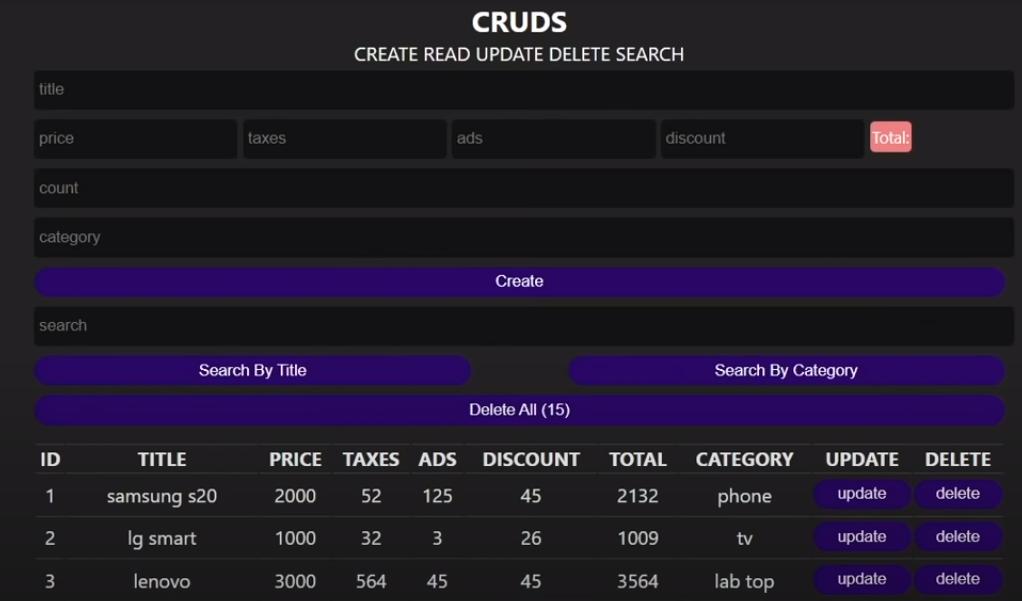 CRUDS
CREATE READ UPDATE DELETE SEARCH
title
price taxes ads discount Total:
count
category
Create
search
Search By Title Search By Category
Delete All (15)
ID TITLE PRICE TAXES ADS DISCOUNT TOTAL CATEGORY UPDATE DELETE
1 samsung s20 2000 52 125 45 2132 phone update delete
2 lg smart 1000 32 3 26 1009 tv update delete
3 lenovo 3000 564 45 45 3564 lab top update delete